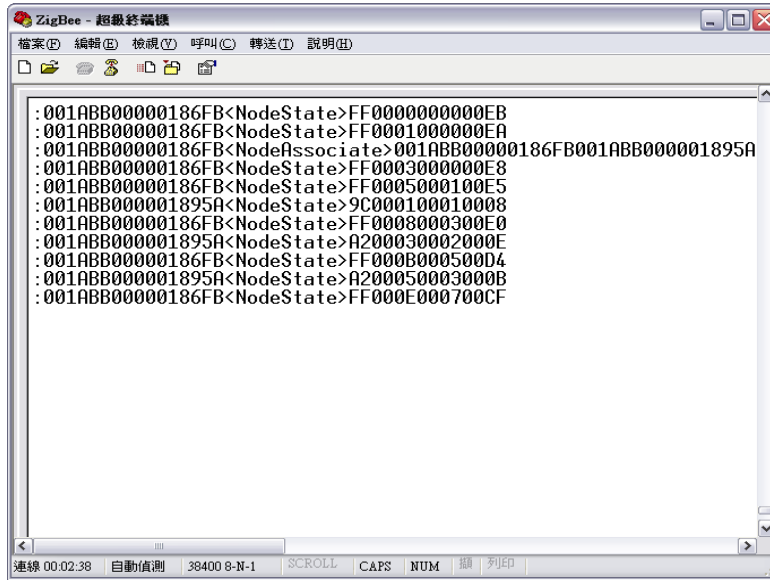 ZigBee - 超級終端機
檔案(F) 編輯(E) 檢視(V) 呼叫(C) 轉送(T) 說明(H)
:001ABB00000186FB<NodeState>FF0000000000EB
:001ABB00000186FB<NodeState>FF0001000000EA
:001ABB00000186FB<NodeAssociate>001ABB00000186FB001ABB000001895A
:001ABB00000186FB<NodeState>FF0003000000E8
:001ABB00000186FB<NodeState>FF0005000100E5
:001ABB000001895A<NodeState>9C000100010008
:001ABB00000186FB<NodeState>FF0008000300E0
:001ABB000001895A<NodeState>A200030002000E
:001ABB00000186FB<NodeState>FF000B000500D4
:001ABB000001895A<NodeState>A200050003000B
:001ABB00000186FB<NodeState>FF000E000700CF
連線 00:02:38 自動偵測 38400 8-N-1 SCROLL CAPS NUM 擷 列印